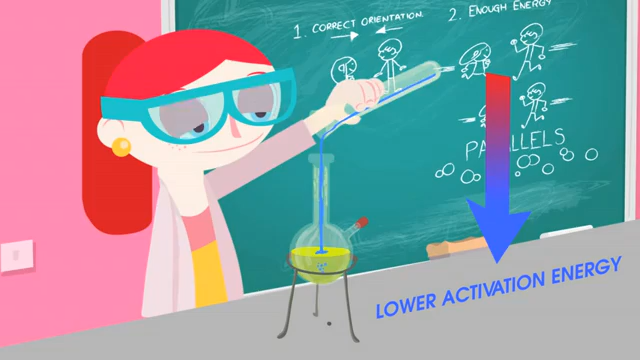 1. CORRECT ORIENTATION.
2. ENOUGH ENERGY
LOWER ACTIVATION ENERGY